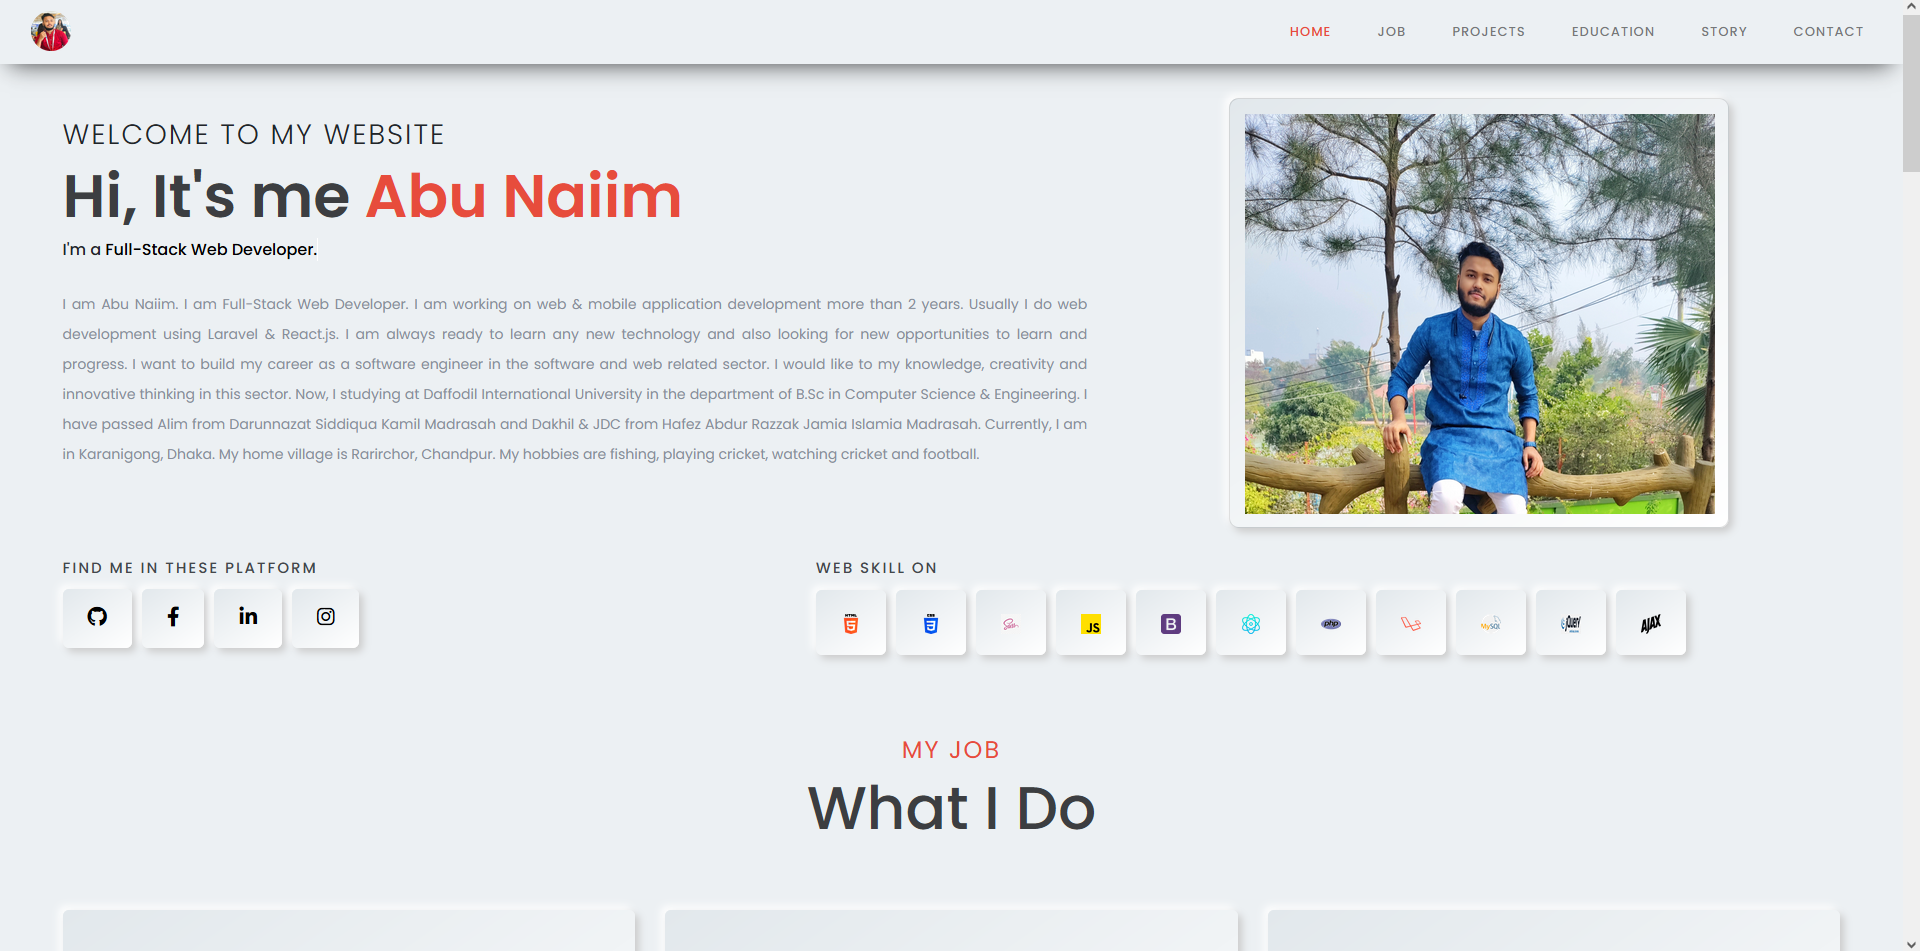 HOME JOB PROJECTS EDUCATION STORY CONTACT
WELCOME TO MY WEBSITE
Hi, It's me Abu Naiim
I'm a Full-Stack Web Developer.
I am Abu Naiim. I am Full-Stack Web Developer. I am working on web & mobile application development more than 2 years. Usually I do web
development using Laravel & React.js. I am always ready to learn any new technology and also looking for new opportunities to learn and
progress. I want to build my career as a software engineer in the software and web related sector. I would like to my knowledge, creativity and
innovative thinking in this sector. Now, I studying at Daffodil International University in the department of B.Sc in Computer Science & Engineering. I
have passed Alim from Darunnazat Siddiqua Kamil Madrasah and Dakhil & JDC from Hafez Abdur Razzak Jamia Islamia Madrasah. Currently, I am
in Karanigong, Dhaka. My home village is Rarirchor, Chandpur. My hobbies are fishing, playing cricket, watching cricket and football.
FIND ME IN THESE PLATFORM
WEB SKILL ON
HTML 5 CSS 3 Sass JS B php MySQL jQuery AJAX
MY JOB
What I Do